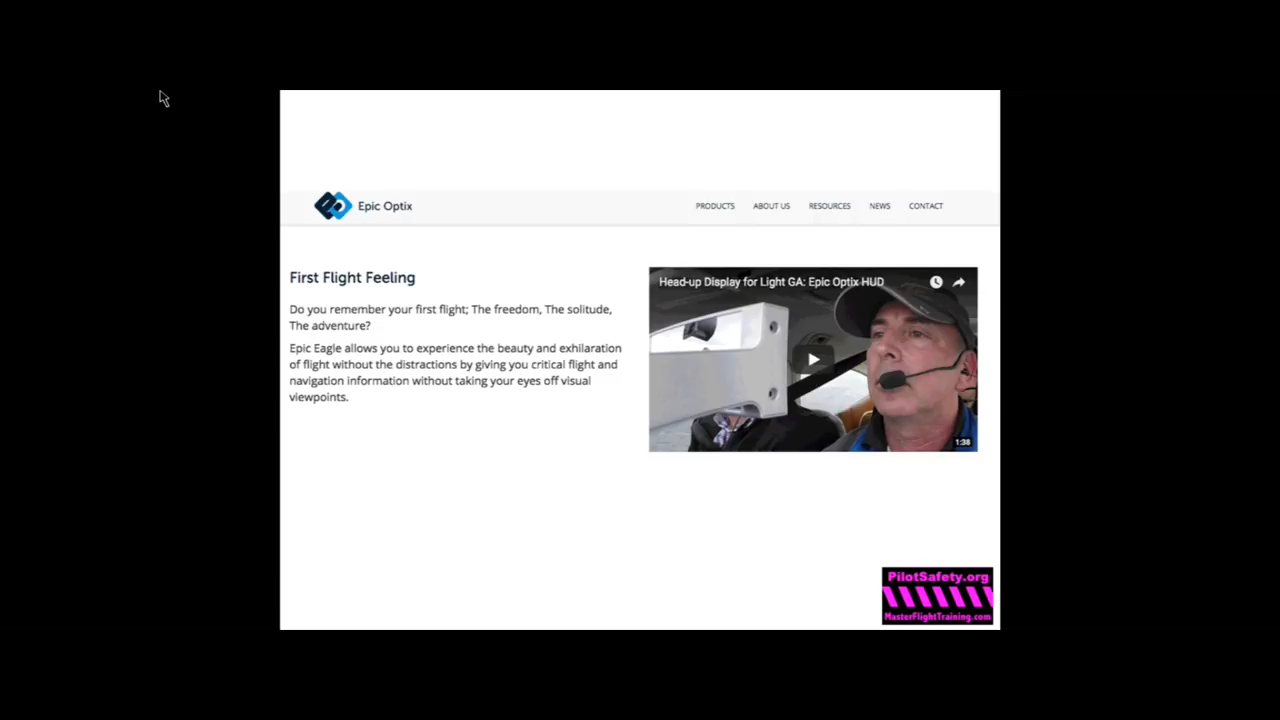 Epic Optix
PRODUCTS ABOUT US RESOURCES NEWS CONTACT
First Flight Feeling
Do you remember your first flight; The freedom, The solitude,
The adventure?
Epic Eagle allows you to experience the beauty and exhilaration
of flight without the distractions by giving you critical flight and
navigation information without taking your eyes off visual
viewpoints.
Head-up Display for Light GA: Epic Optix HUD
1:38
PilotSafety.org
MasterFlightTraining.com